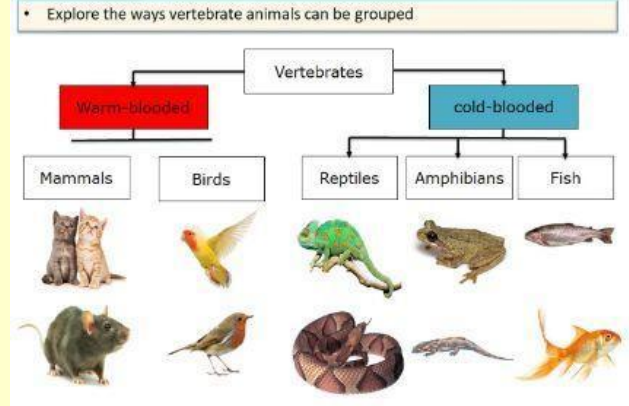 • Explore the ways vertebrate animals can be grouped
Vertebrates
Warm-blooded
cold-blooded
Mammals
Birds
Reptiles
Amphibians
Fish